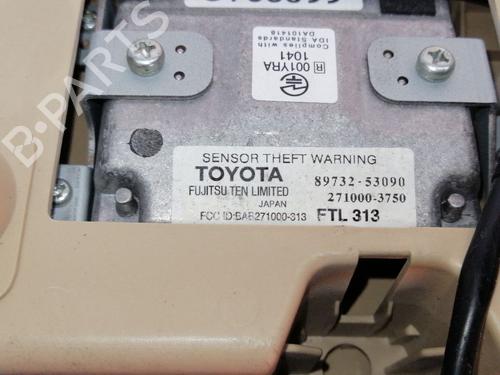 Complies with
IDA Standards
DA101418
R 001YRA
1041
SENSOR THEFT WARNING
TOYOTA 89732-53090
FUJITSU TEN LIMITED 271000-3750
JAPAN
FCC ID:BAB271000-313 FTL 313
B-PARTS